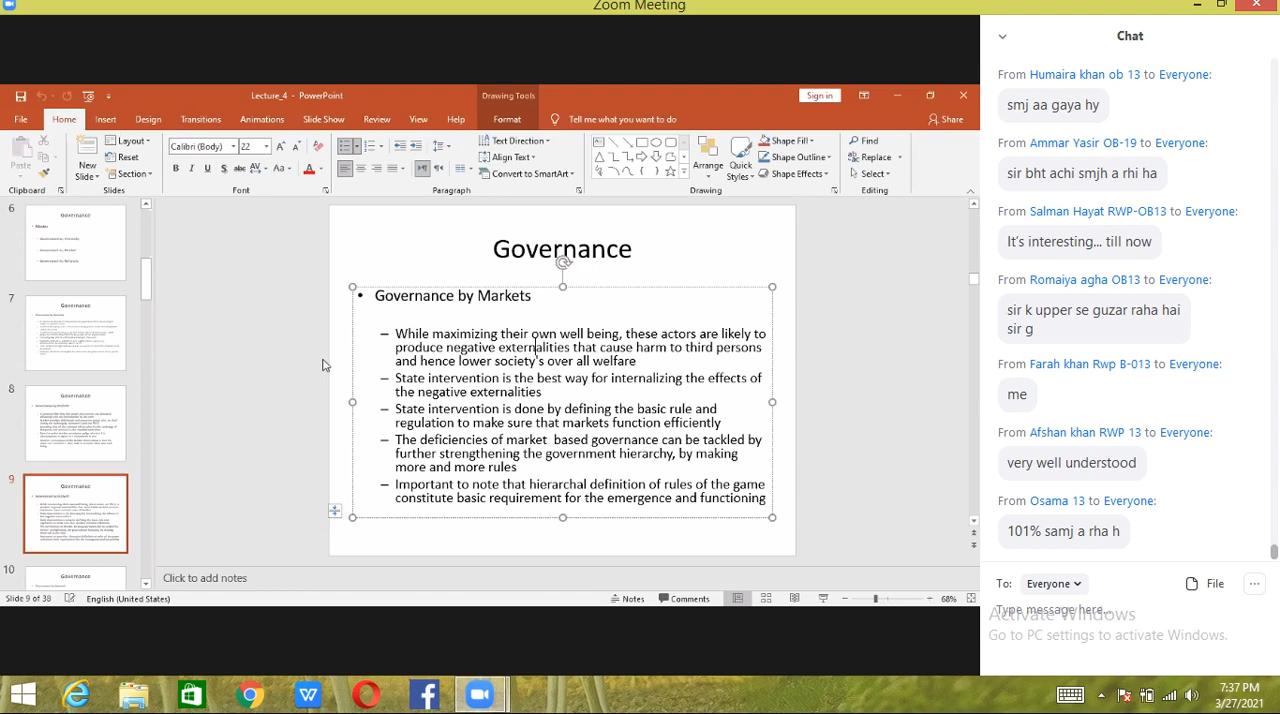 Zoom Meeting
Lecture_4 - PowerPoint
Drawing Tools
Sign in
File
Home
Insert
Design
Transitions
Animations
Slide Show
Review
View
Help
Format
Tell me what you want to do
Share
Paste
New
Slide
Layout
Reset
Section
Calibri (Body)
22
Text Direction
Align Text
Convert to SmartArt
Arrange
Quick
Styles
Shape Fill
Shape Outline
Shape Effects
Find
Replace
Select
Clipboard
Slides
Font
Paragraph
Drawing
Editing
6
Governance
7
Governance
8
Governance
9
Governance
10
Governance
Governance
• Governance by Markets
– While maximizing their own well being, these actors are likely to
produce negative externalities that cause harm to third persons
and hence lower society's over all welfare
– State intervention is the best way for internalizing the effects of
the negative externalities
– State intervention is done by defining the basic rule and
regulation to make sure that markets function efficiently
– The deficiencies of market based governance can be tackled by
further strengthening the government hierarchy, by making
more and more rules
– Important to note that hierarchal definition of rules of the game
constitute basic requirement for the emergence and functioning
Click to add notes
Slide 9 of 38
English (United States)
Notes
Comments
68%
Chat
From Humaira khan ob 13 to Everyone:
smj aa gaya hy
From Ammar Yasir OB-19 to Everyone:
sir bht achi smjh a rhi ha
From Salman Hayat RWP-OB13 to Everyone:
It's interesting... till now
From Romaiya agha OB13 to Everyone:
sir k upper se guzar raha hai
sir g
From Farah khan Rwp B-013 to Everyone:
me
From Afshan khan RWP 13 to Everyone:
very well understood
From Osama 13 to Everyone:
101% samj a rha h
To: Everyone
File
Type message here...
Activate Windows
Go to PC settings to activate Windows.
7:37 PM
3/27/2021